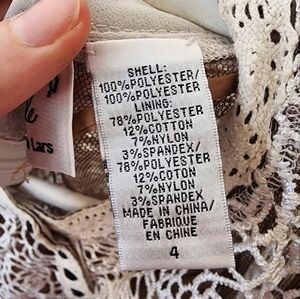 SHELL:
100%POLYESTER/
100%POLYESTER
LINING:
78%POLYESTER
12%COTTON
7%NYLON
3%SPANDEX/
78%POLYESTER
12%COTTON
7%NYLON
3%SPANDEX
MADE IN CHINA/
FABRIQUE
EN CHINE
4
Lars